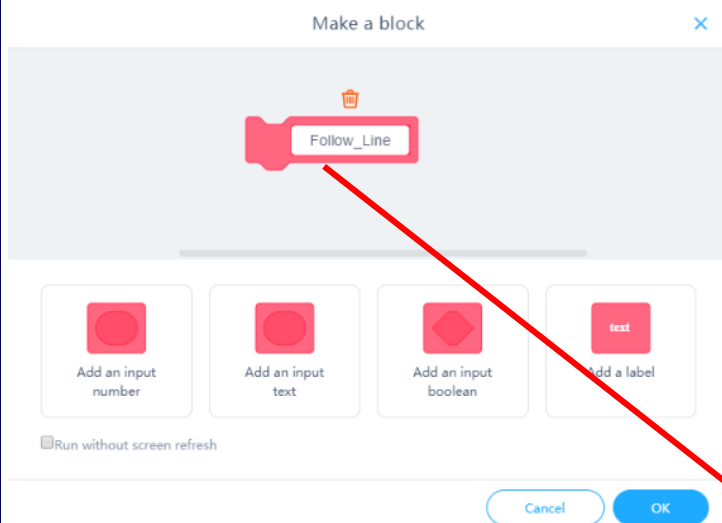 Make a block
Follow_Line
Add an input
number
Add an input
text
Add an input
boolean
text
Add a label
Run without screen refresh
Cancel
OK